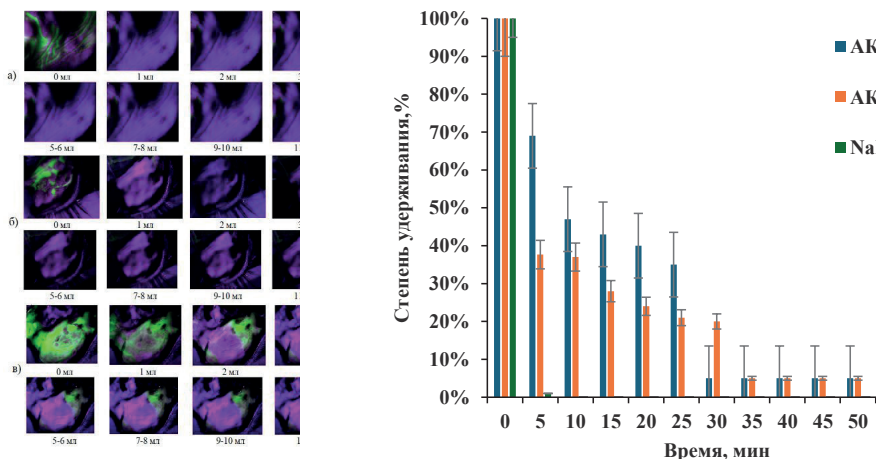 0 мл 1 мл 2 мл
а)
5-6 мл 7-8 мл 9-10 мл
0 мл 1 мл 2 мл
б)
5-6 мл 7-8 мл 9-10 мл
0 мл 1 мл 2 мл
в)
5-6 мл 7-8 мл 9-10 мл
Степень удерживания,%
100%
90%
80%
70%
60%
50%
40%
30%
20%
10%
0%
0 5 10 15 20 25 30 35 40 45 50
Время, мин
АК
АК
Na